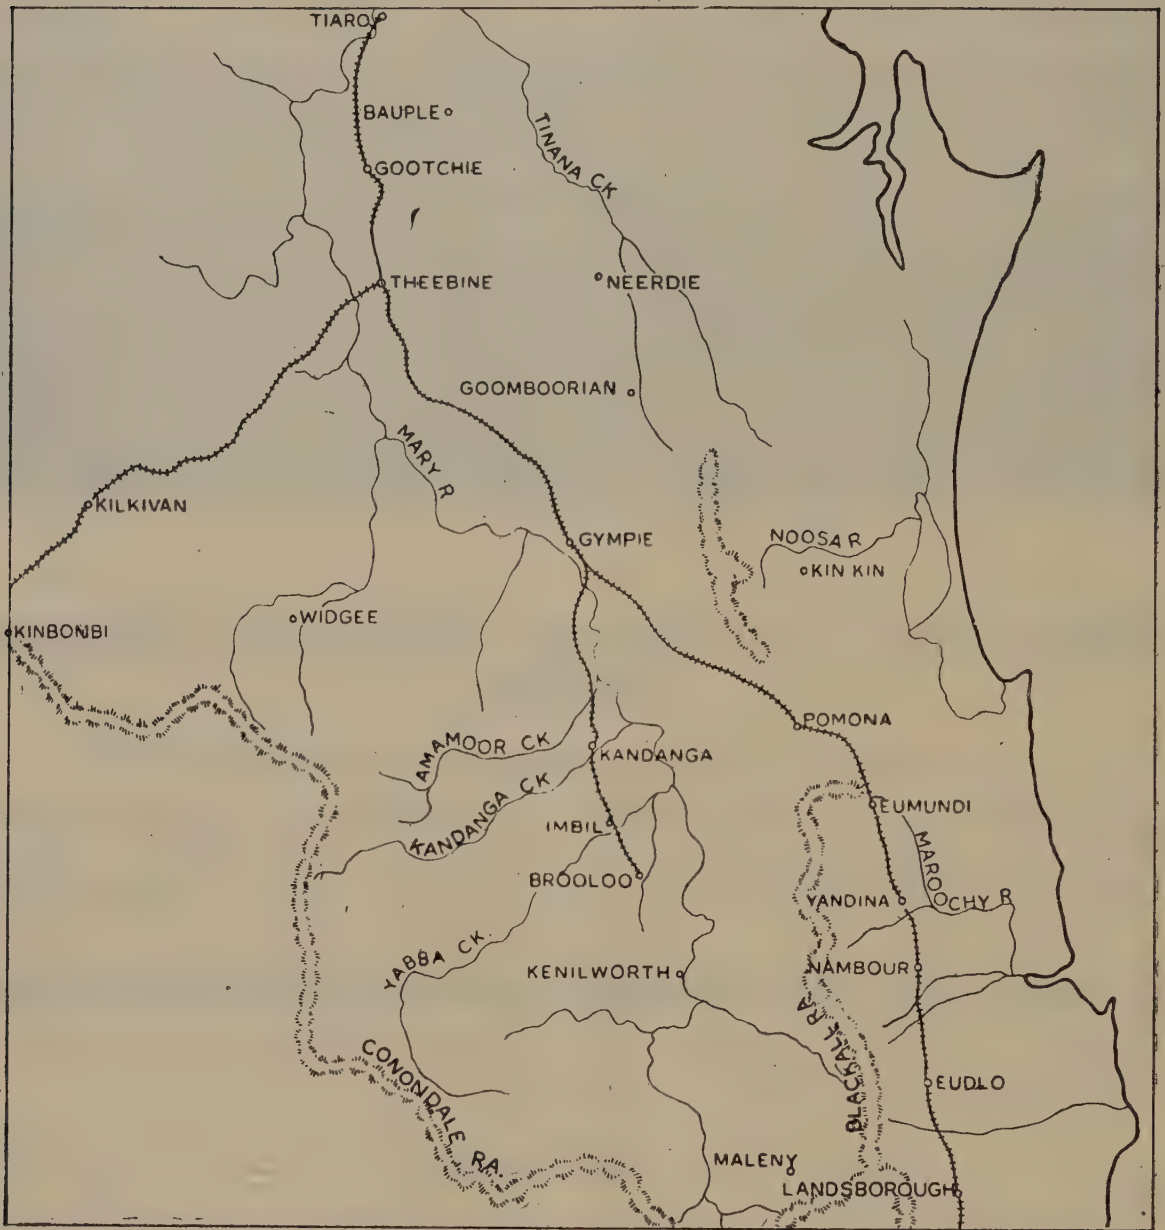 TIARO
BAUPLE
TINANA CK
GOOTCHIE
THEEBINE
NEERDIE
GOOMBOORIAN
MARY R
KILKIVAN
GYMPIE
NOOSA R
KIN KIN
WIDGEE
KINBONBI
POMONA
AMAMOOR CK
KANDANGA
KANDANGA CK
EUMUNDI
IMBIL
MAROOCHY R
BROOLOO
YANDINA
YABBA CK.
KENILWORTH
NAMBOUR
BLACKALL RA
CONONDALE RA.
EUDLO
MALENY
LANDSBOROUGH